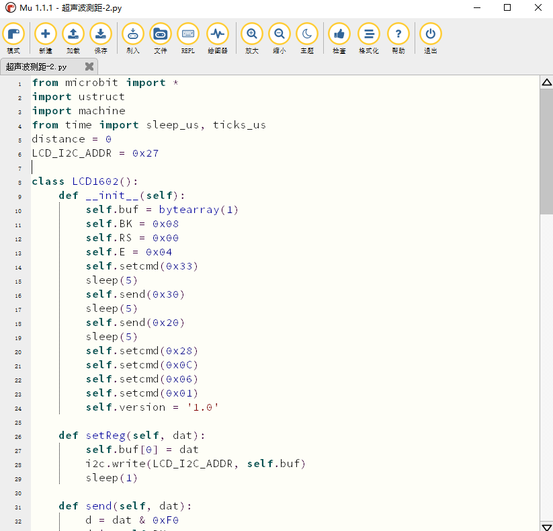 Mu 1.1.1 - 超声波测距-2.py
模式 新建 加载 保存 刷入 文件 REPL 绘图器 放大 缩小 主题 检查 格式化 帮助 退出
超声波测距-2.py
1 from microbit import *
2 import ustruct
3 import machine
4 from time import sleep_us, ticks_us
5 distance = 0
6 LCD_I2C_ADDR = 0x27
7
8 class LCD1602():
9 def __init__(self):
10 self.buf = bytearray(1)
11 self.BK = 0x08
12 self.RS = 0x00
13 self.E = 0x04
14 self.setcmd(0x33)
15 sleep(5)
16 self.send(0x30)
17 sleep(5)
18 self.send(0x20)
19 sleep(5)
20 self.setcmd(0x28)
21 self.setcmd(0x0C)
22 self.setcmd(0x06)
23 self.setcmd(0x01)
24 self.version = '1.0'
25
26 def setReg(self, dat):
27 self.buf[0] = dat
28 i2c.write(LCD_I2C_ADDR, self.buf)
29 sleep(1)
30
31 def send(self, dat):
32 d = dat & 0xF0